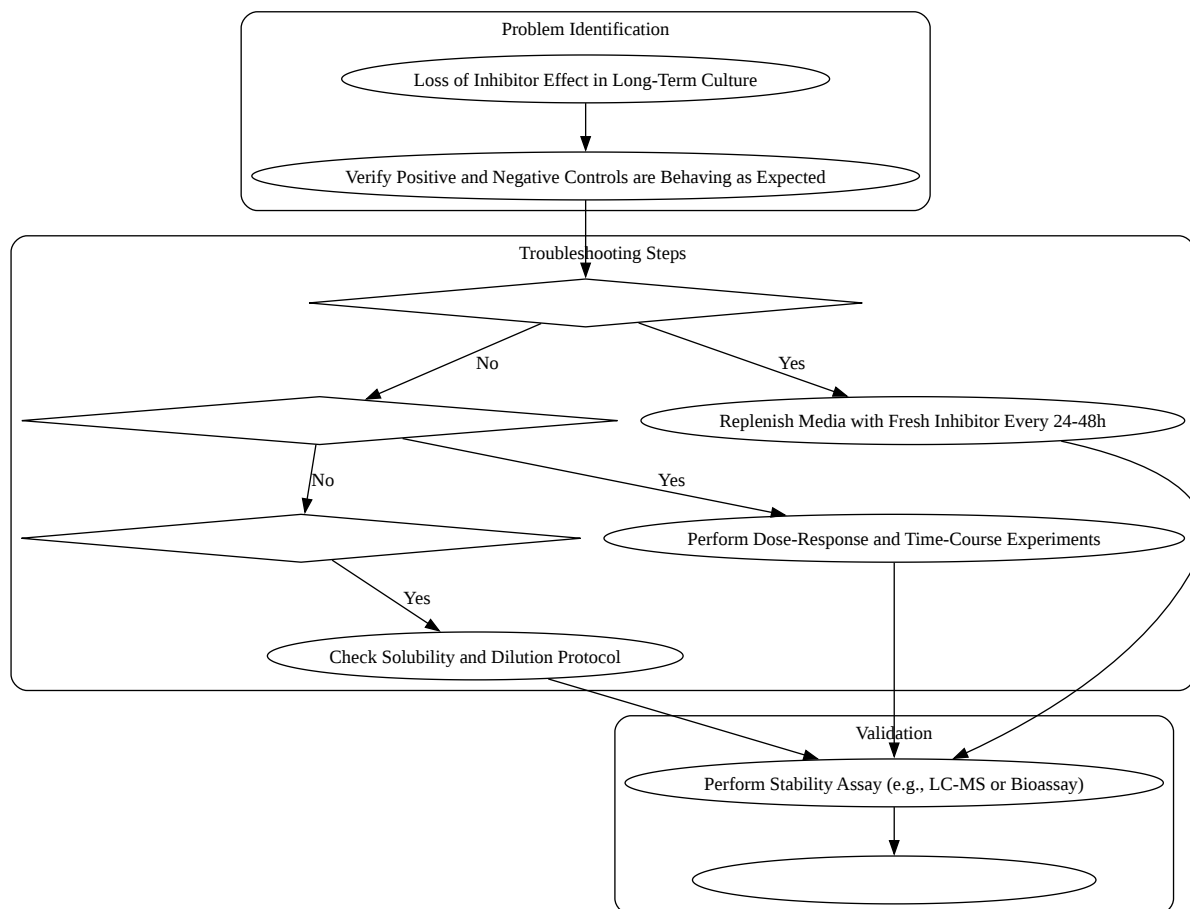 Problem Identification
Loss of Inhibitor Effect in Long-Term Culture
Verify Positive and Negative Controls are Behaving as Expected
Troubleshooting Steps
No
Yes
Replenish Media with Fresh Inhibitor Every 24-48h
No
Yes
Perform Dose-Response and Time-Course Experiments
Yes
Check Solubility and Dilution Protocol
Validation
Perform Stability Assay (e.g., LC-MS or Bioassay)